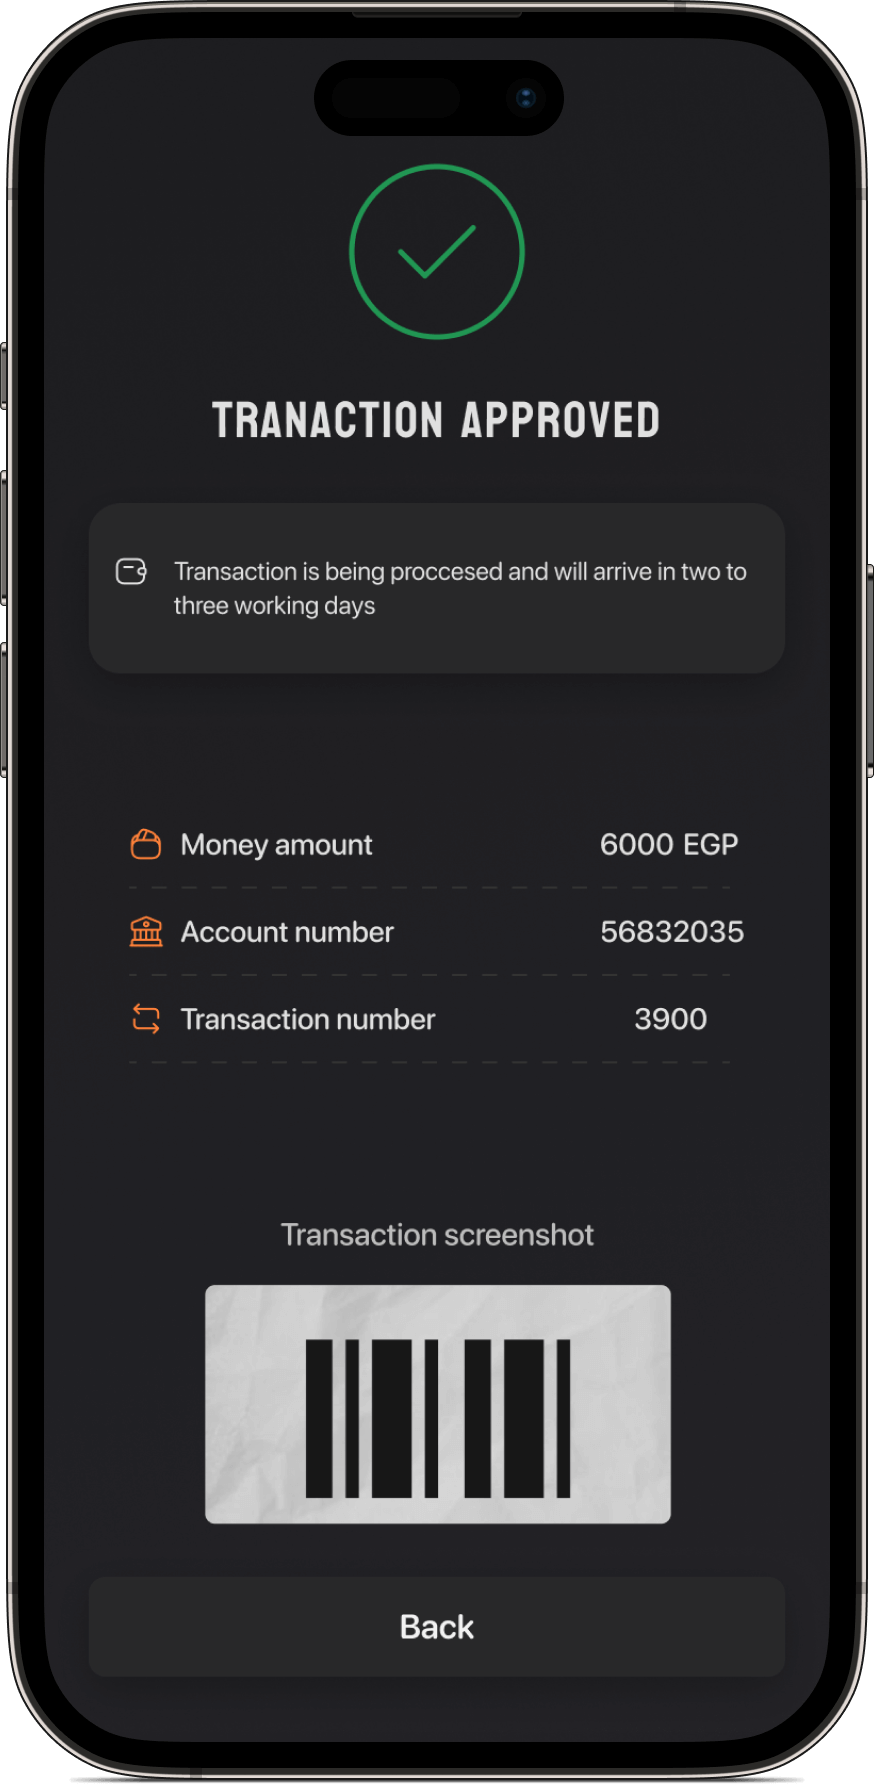 TRANACTION APPROVED
Transaction is being proccesed and will arrive in two to
three working days
Money amount 6000 EGP
Account number 56832035
Transaction number 3900
Transaction screenshot
Back